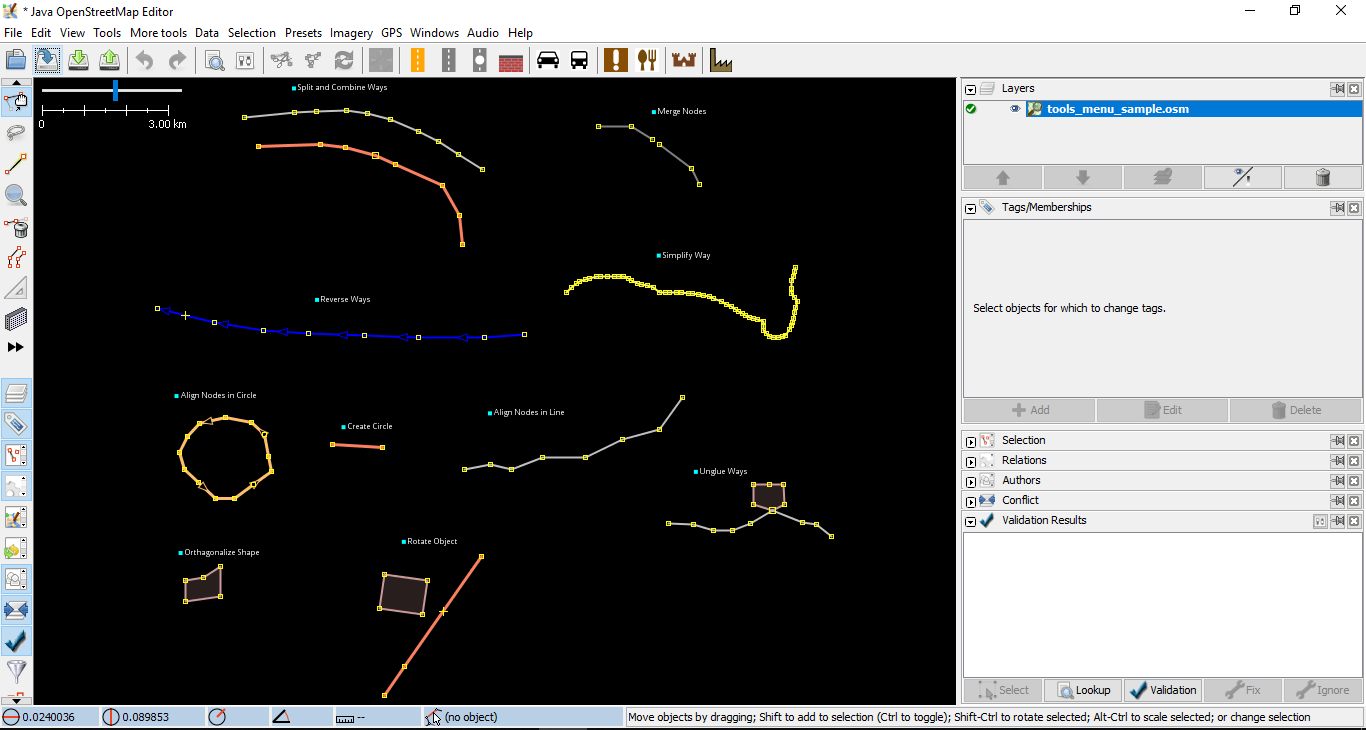 * Java OpenStreetMap Editor
File Edit View Tools More tools Data Selection Presets Imagery GPS Windows Audio Help
0 3.00 km
Split and Combine Ways
Merge Nodes
Simplify Way
Reverse Ways
Align Nodes in Circle
Create Circle
Align Nodes in Line
Unglue Ways
Orthagonalize Shape
Rotate Object
Layers
tools_menu_sample.osm
Tags/Memberships
Select objects for which to change tags.
Add Edit Delete
Selection
Relations
Authors
Conflict
Validation Results
Select Lookup Validation Fix Ignore
0.0240036 0.089853 -- (no object) Move objects by dragging; Shift to add to selection (Ctrl to toggle); Shift-Ctrl to rotate selected; Alt-Ctrl to scale selected; or change selection